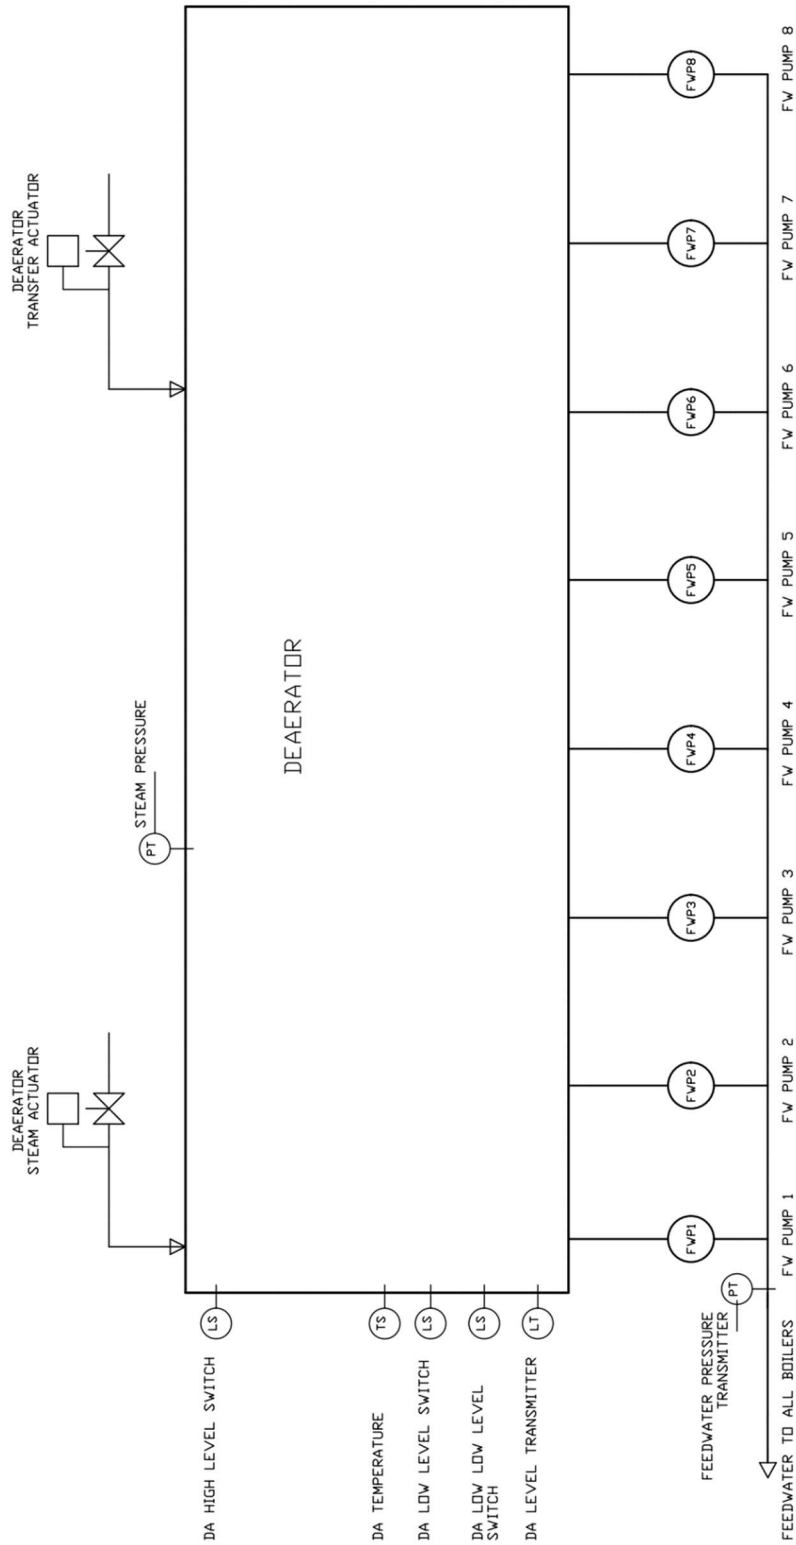 DEAERATOR
STEAM ACTUATOR
DEAERATOR
TRANSFER ACTUATOR
PT
STEAM PRESSURE
DEAERATOR
DA HIGH LEVEL SWITCH
LS
DA TEMPERATURE
TS
DA LOW LEVEL SWITCH
LS
DA LOW LOW LEVEL
SWITCH
LS
DA LEVEL TRANSMITTER
LT
FWP1
FWP2
FWP3
FWP4
FWP5
FWP6
FWP7
FWP8
FEEDWATER PRESSURE
TRANSMITTER
PT
FEEDWATER TO ALL BOILERS
FW PUMP 1
FW PUMP 2
FW PUMP 3
FW PUMP 4
FW PUMP 5
FW PUMP 6
FW PUMP 7
FW PUMP 8